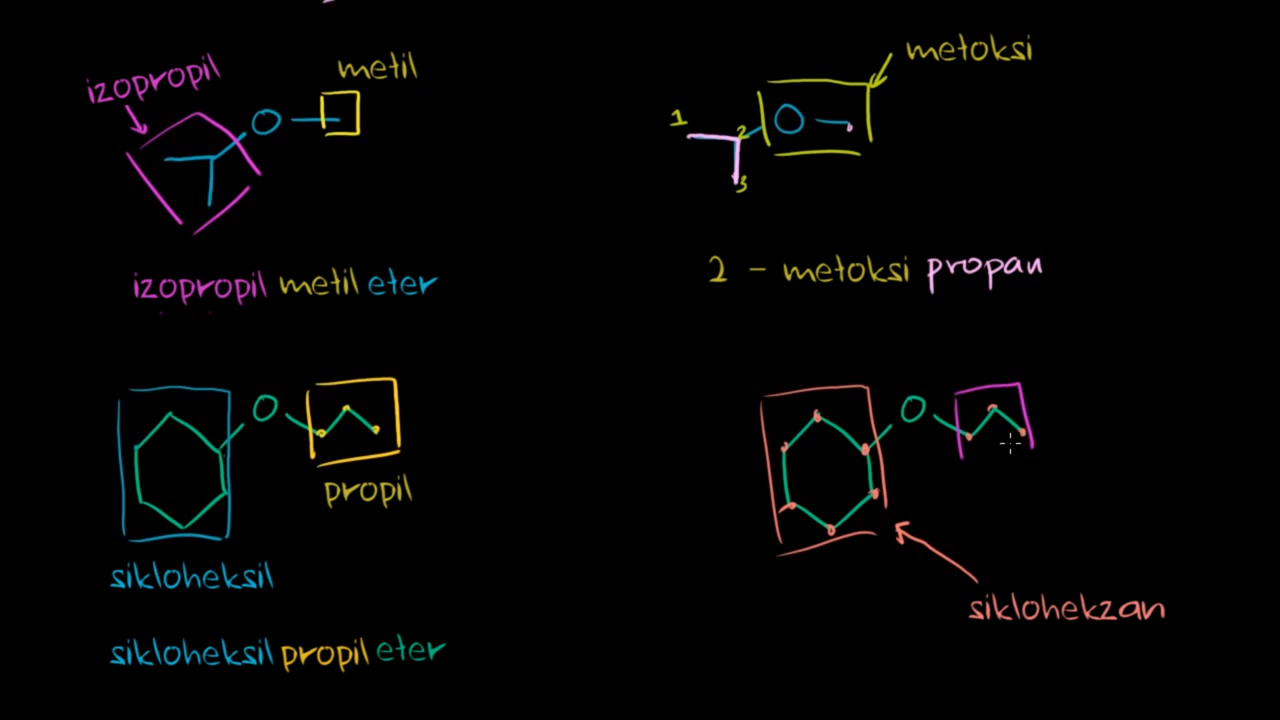 izopropil
metil
O
izopropil metil eter
metoksi
1
2
O
3
2 - metoksi propan
O
propil
sikloheksil
sikloheksil propil eter
O
siklohekzan